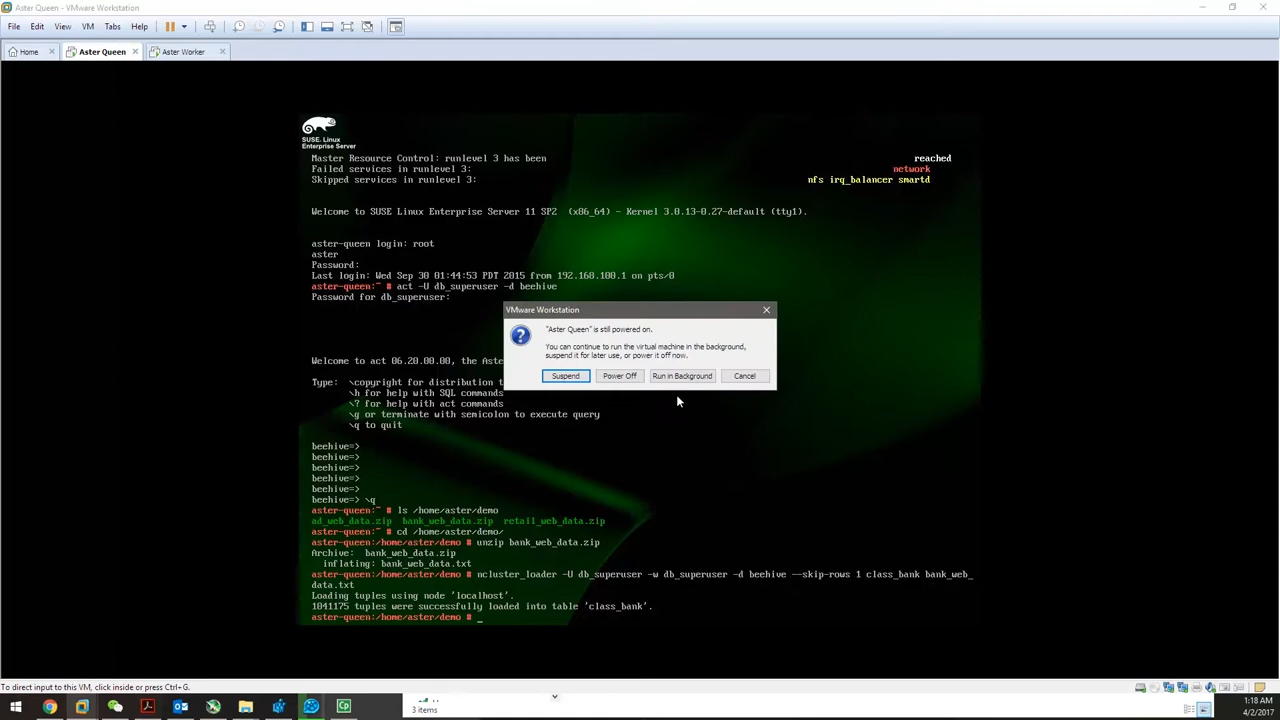 Aster Queen - VMware Workstation
File Edit View VM Tabs Help
Home Aster Queen Aster Worker
SUSE. Linux
Enterprise Server
Master Resource Control: runlevel 3 has been reached
Failed services in runlevel 3: network
Skipped services in runlevel 3: nfs irq_balancer smartd
Welcome to SUSE Linux Enterprise Server 11 SP2 (x86_64) - Kernel 3.0.13-0.27-default (tty1).
aster-queen login: root
aster
Password:
Last login: Wed Sep 30 01:44:53 PDT 2015 from 192.168.100.1 on pts/0
aster-queen:~ # act -U db_superuser -d beehive
Password for db_superuser:
VMware Workstation
"Aster Queen" is still powered on.
You can continue to run the virtual machine in the background,
suspend it for later use, or power it off now.
Suspend Power Off Run in Background Cancel
Welcome to act 06.20.00.00, the Aste
Type: \copyright for distribution t
\h for help with SQL commands
\? for help with act commands
\g or terminate with semicolon to execute query
\q to quit
beehive=>
beehive=>
beehive=>
beehive=>
beehive=>
beehive=> \q
aster-queen:~ # ls /home/aster/demo
ad_web_data.zip bank_web_data.zip retail_web_data.zip
aster-queen:~ # cd /home/aster/demo/
aster-queen:/home/aster/demo # unzip bank_web_data.zip
Archive: bank_web_data.zip
inflating: bank_web_data.txt
aster-queen:/home/aster/demo # ncluster_loader -U db_superuser -w db_superuser -d beehive --skip-rows 1 class_bank bank_web_
data.txt
Loading tuples using node 'localhost'.
1041175 tuples were successfully loaded into table 'class_bank'.
aster-queen:/home/aster/demo # _
To direct input to this VM, click inside or press Ctrl+G.
3 items
1:18 AM
4/2/2017